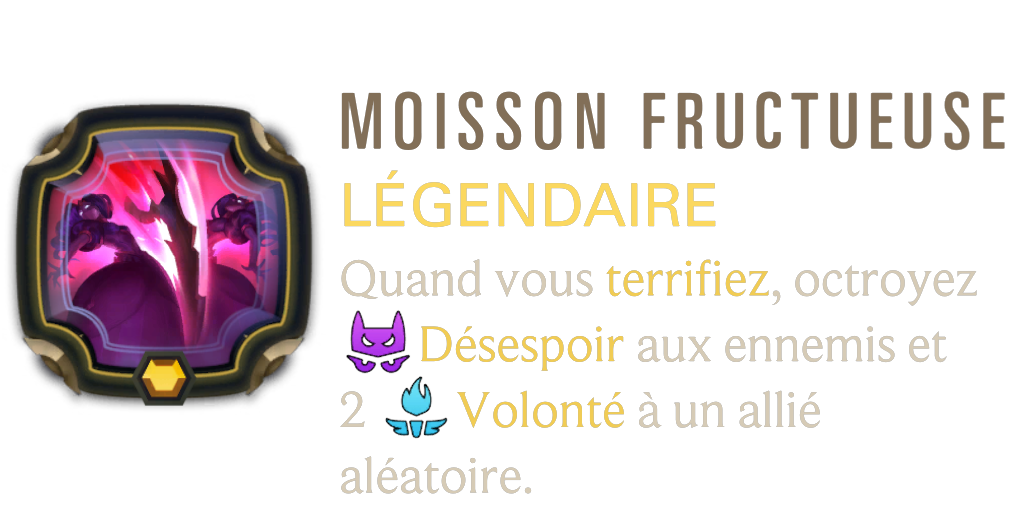 MOISSON FRUCTUEUSE
LÉGENDAIRE
Quand vous terrifiez, octroyez
Désespoir aux ennemis et
2 Volonté à un allié
aléatoire.